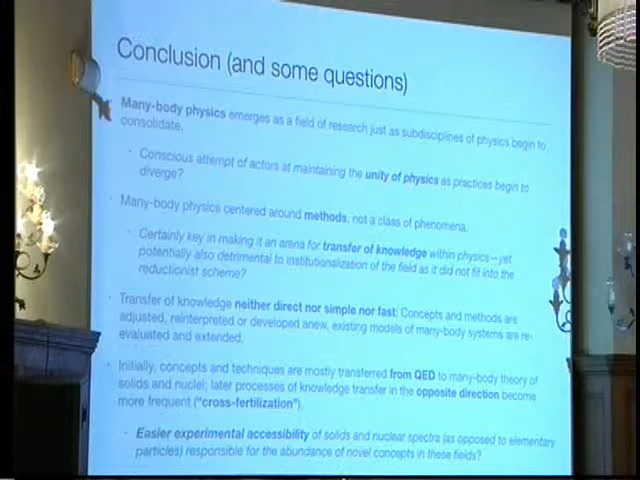 Conclusion (and some questions)
Many-body physics emerges as a field of research just as subdisciplines of physics begin to
consolidate.
Conscious attempt of actors at maintaining the unity of physics as practices begin to
diverge?
Many-body physics centered around methods, not a class of phenomena.
Certainly key in making it an arena for transfer of knowledge within physics—yet
potentially also detrimental to institutionalization of the field as it did not fit into the
reductionist scheme?
Transfer of knowledge neither direct nor simple nor fast: Concepts and methods are
adjusted, reinterpreted or developed anew, existing models of many-body systems are re-
evaluated and extended.
Initially, concepts and techniques are mostly transferred from QED to many-body theory of
solids and nuclei; later processes of knowledge transfer in the opposite direction become
more frequent ("cross-fertilization").
Easier experimental accessibility of solids and nuclear spectra (as opposed to elementary
particles) responsible for the abundance of novel concepts in these fields?